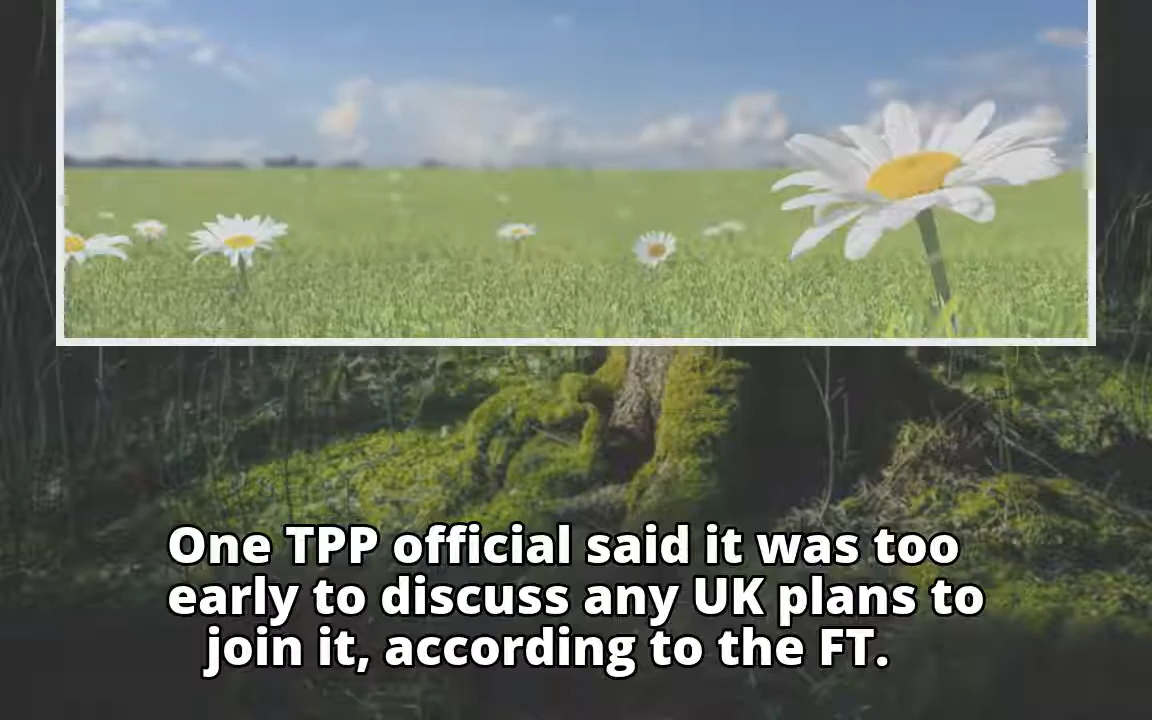 One TPP official said it was too
early to discuss any UK plans to
join it, according to the FT.